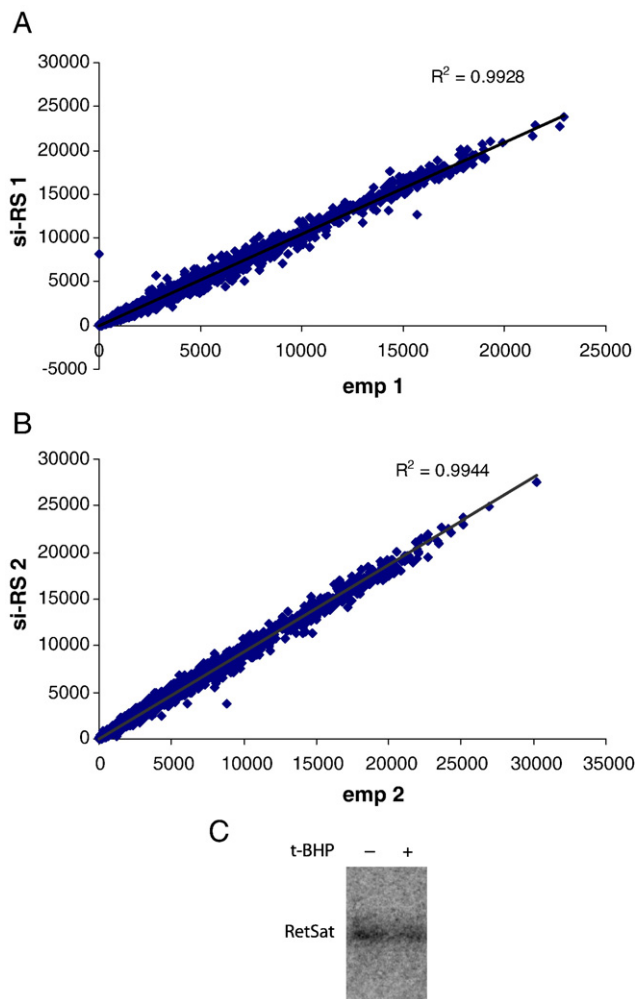 A
R² = 0.9928
30000
25000
20000
15000
10000
5000
0
-5000
si-RS 1
0 5000 10000 15000 20000 25000
emp 1
B
R² = 0.9944
30000
25000
20000
15000
10000
5000
0
si-RS 2
0 5000 10000 15000 20000 25000 30000 35000
emp 2
C
t-BHP – +
RetSat